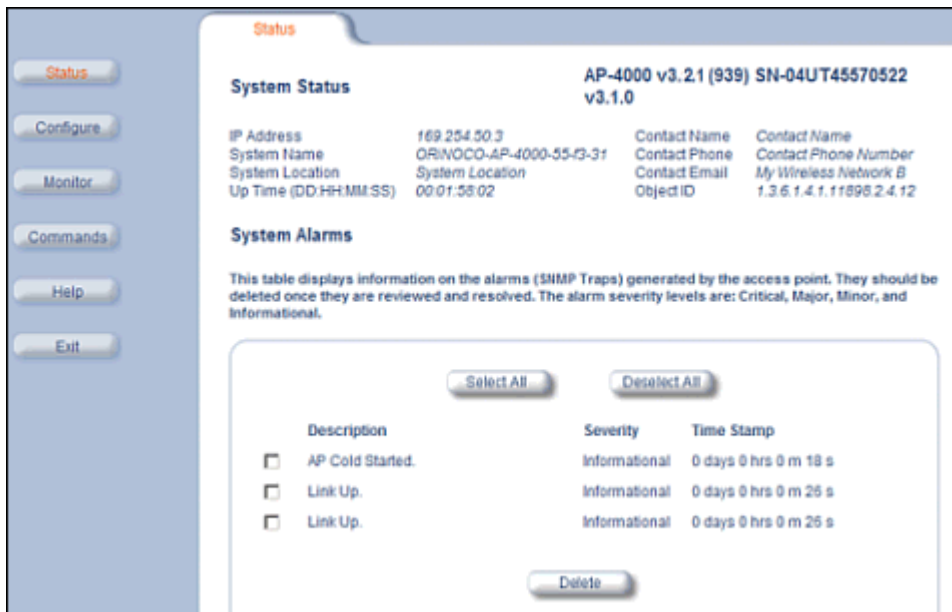 Status
Status
Configure
Monitor
Commands
Help
Exit
System Status
AP-4000 v3.2.1 (939) SN-04UT45570522
v3.1.0
IP Address 169.254.50.3 Contact Name Contact Name
System Name ORiNOCO-AP-4000-55-f3-31 Contact Phone Contact Phone Number
System Location System Location Contact Email My Wireless Network B
Up Time (DD:HH:MM:SS) 00:01:58:02 Object ID 1.3.6.1.4.1.11898.2.4.12
System Alarms
This table displays information on the alarms (SNMP Traps) generated by the access point. They should be
deleted once they are reviewed and resolved. The alarm severity levels are: Critical, Major, Minor, and
Informational.
Select All Deselect All
Description Severity Time Stamp
AP Cold Started. Informational 0 days 0 hrs 0 m 18 s
Link Up. Informational 0 days 0 hrs 0 m 26 s
Link Up. Informational 0 days 0 hrs 0 m 26 s
Delete